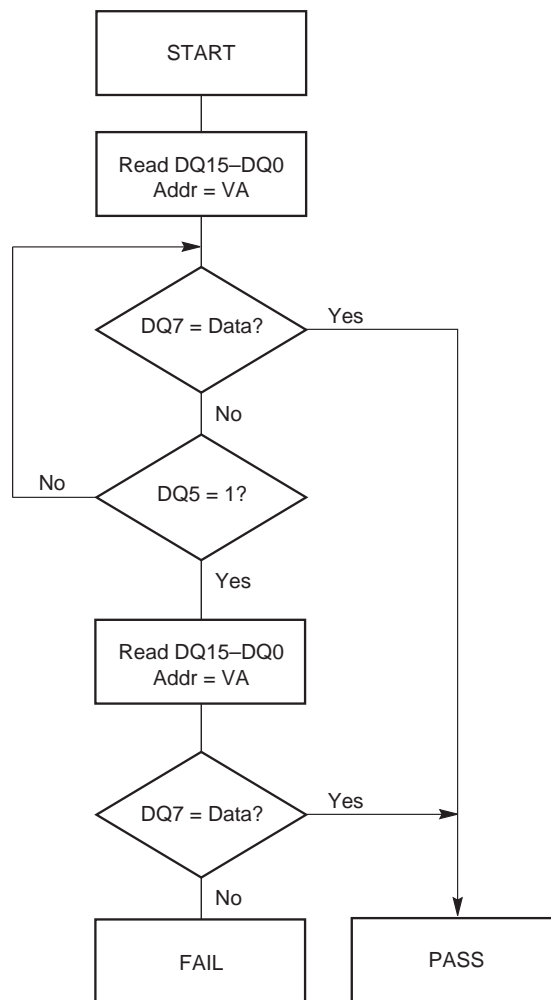 START
Read DQ15–DQ0
Addr = VA
DQ7 = Data?
Yes
No
No
DQ5 = 1?
Yes
Read DQ15–DQ0
Addr = VA
DQ7 = Data?
Yes
No
FAIL
PASS